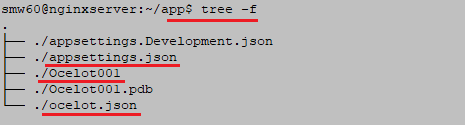 smw60@nginxserver:~/app$ tree -f
.
├── ./appsettings.Development.json
├── ./appsettings.json
├── ./Ocelot001
├── ./Ocelot001.pdb
└── ./ocelot.json